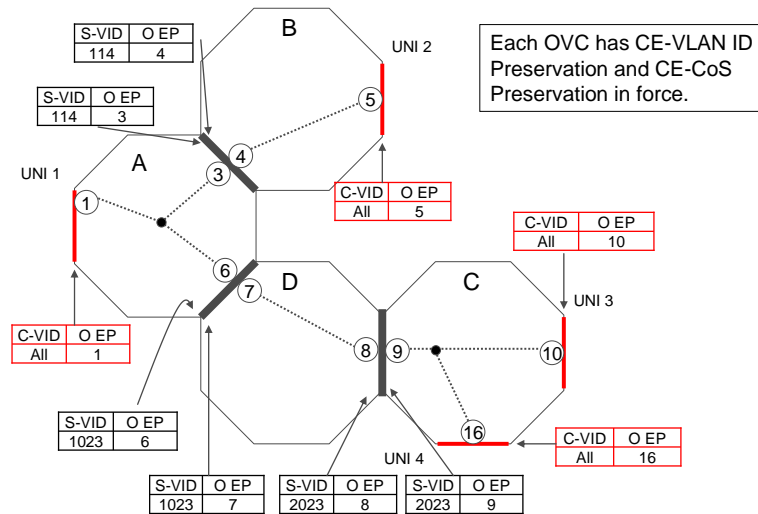 S-VID O EP
114 4
B
UNI 2
Each OVC has CE-VLAN ID
Preservation and CE-CoS
Preservation in force.
S-VID O EP
114 3
5
A
4
3
UNI 1
1
C-VID O EP
All 5
C-VID O EP
All 10
6
7
D
C
UNI 3
C-VID O EP
All 1
8
9
10
S-VID O EP
1023 6
16
C-VID O EP
All 16
UNI 4
S-VID O EP
1023 7
S-VID O EP
2023 8
S-VID O EP
2023 9